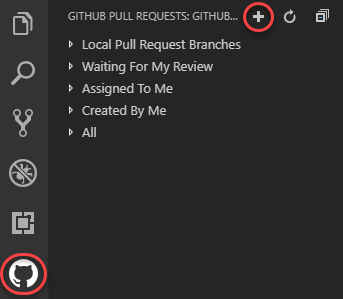 GITHUB PULL REQUESTS: GITHUB...
Local Pull Request Branches
Waiting For My Review
Assigned To Me
Created By Me
All